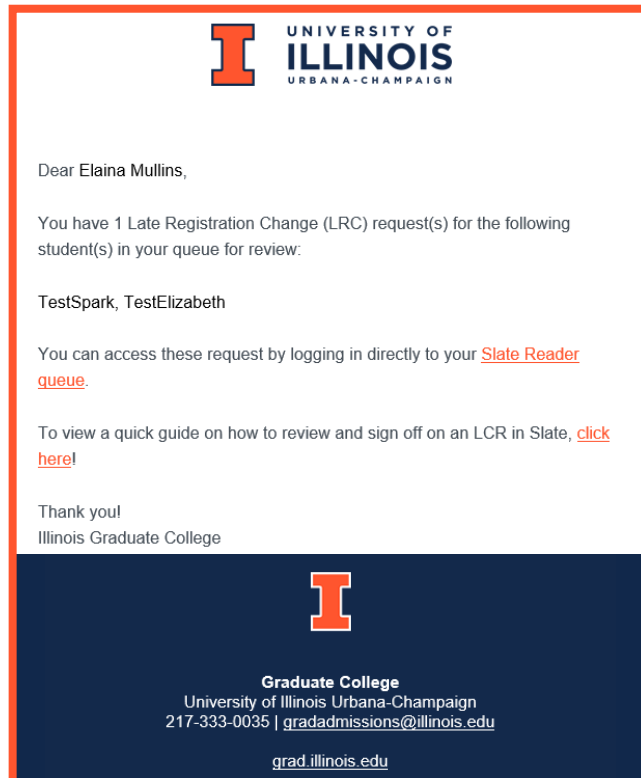 UNIVERSITY OF
ILLINOIS
URBANA-CHAMPAIGN
Dear Elaina Mullins,
You have 1 Late Registration Change (LRC) request(s) for the following
student(s) in your queue for review:
TestSpark, TestElizabeth
You can access these request by logging in directly to your Slate Reader
queue.
To view a quick guide on how to review and sign off on an LCR in Slate, click
here!
Thank you!
Illinois Graduate College
Graduate College
University of Illinois Urbana-Champaign
217-333-0035 | gradadmissions@illinois.edu
grad.illinois.edu